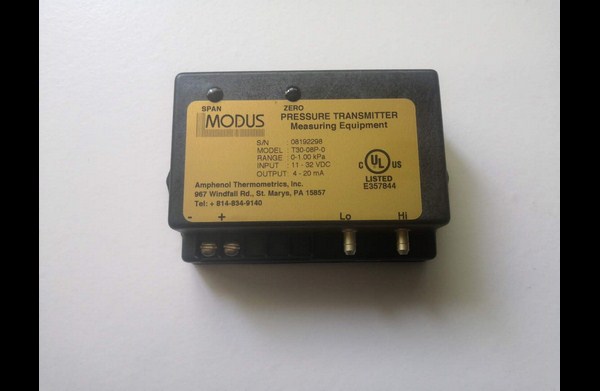 SPAN ZERO
MODUS PRESSURE TRANSMITTER
Measuring Equipment
S/N : 08192298
MODEL : T30-08P-0
RANGE : 0-1.00 kPa
INPUT : 11 - 32 VDC
OUTPUT: 4 - 20 mA
C UL US
LISTED
E357844
Amphenol Thermometrics, Inc.
967 Windfall Rd., St. Marys, PA 15857
Tel: + 814-834-9140
- + Lo Hi